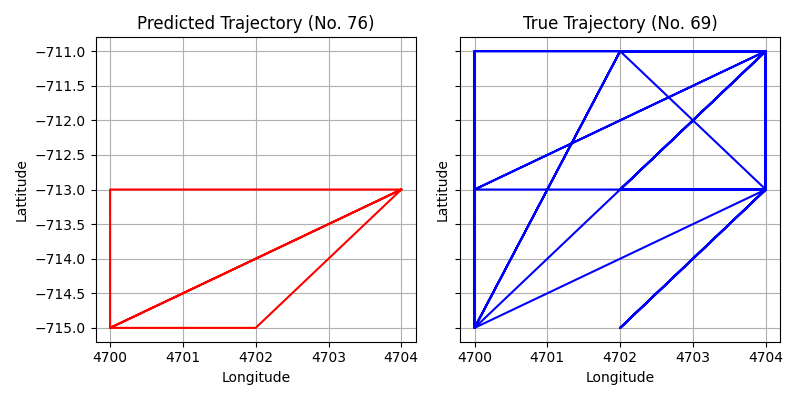 Predicted Trajectory (No. 76)
True Trajectory (No. 69)
−711.0
−711.5
−712.0
−712.5
−713.0
−713.5
−714.0
−714.5
−715.0
Lattitude
4700 4701 4702 4703 4704
Longitude
Lattitude
4700 4701 4702 4703 4704
Longitude